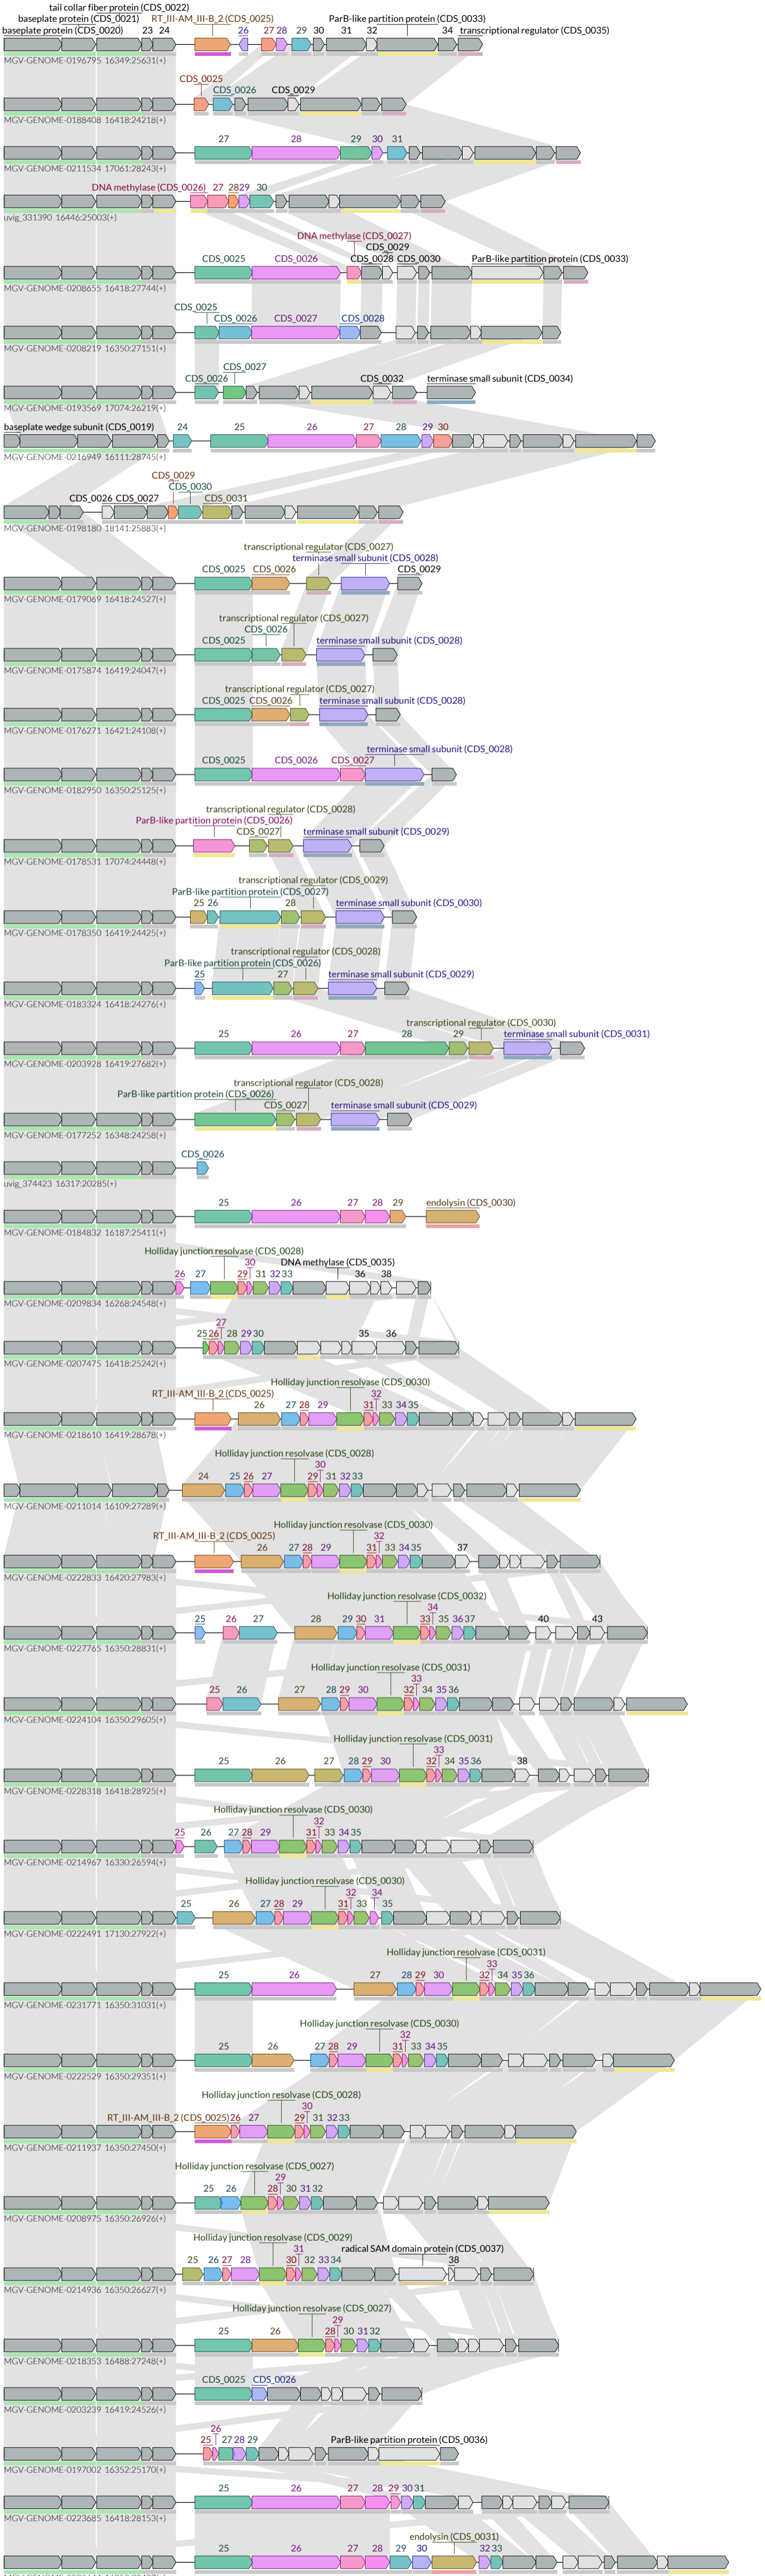 tail collar fiber protein (CDS_0022)
baseplate protein (CDS_0021) RT_III-AM_III-B_2 (CDS_0025) ParB-like partition protein (CDS_0033)
baseplate protein (CDS_0020) 23 24 26 27 28 29 30 31 32 34 transcriptional regulator (CDS_0035)
MGV-GENOME-0196795 16349:25631(+)
CDS_0025
CDS_0026 CDS_0029
MGV-GENOME-0188408 16418:24218(+)
27 28 29 30 31
MGV-GENOME-0211534 17061:28243(+)
DNA methylase (CDS_0026) 27 28 29 30
uvig_331390 16446:25003(+)
DNA methylase (CDS_0027)
CDS_0029
CDS_0025 CDS_0026 CDS_0028 CDS_0030 ParB-like partition protein (CDS_0033)
MGV-GENOME-0208655 16418:27744(+)
CDS_0025
CDS_0026 CDS_0027 CDS_0028
MGV-GENOME-0208219 16350:27151(+)
CDS_0027
CDS_0026 CDS_0032 terminase small subunit (CDS_0034)
MGV-GENOME-0193569 17074:26219(+)
baseplate wedge subunit (CDS_0019) 24 25 26 27 28 29 30
MGV-GENOME-0216949 16111:28745(+)
CDS_0029
CDS_0030
CDS_0026 CDS_0027 CDS_0031
MGV-GENOME-0198180 18141:25883(+)
transcriptional regulator (CDS_0027)
terminase small subunit (CDS_0028)
CDS_0025 CDS_0026 CDS_0029
MGV-GENOME-0179069 16418:24527(+)
transcriptional regulator (CDS_0027)
CDS_0026
CDS_0025 terminase small subunit (CDS_0028)
MGV-GENOME-0175874 16419:24047(+)
transcriptional regulator (CDS_0027)
CDS_0025 CDS_0026 terminase small subunit (CDS_0028)
MGV-GENOME-0176271 16421:24108(+)
terminase small subunit (CDS_0028)
CDS_0025 CDS_0026 CDS_0027
MGV-GENOME-0182950 16350:25125(+)
transcriptional regulator (CDS_0028)
ParB-like partition protein (CDS_0026)
CDS_0027 terminase small subunit (CDS_0029)
MGV-GENOME-0178531 17074:24448(+)
transcriptional regulator (CDS_0029)
ParB-like partition protein (CDS_0027)
25 26 28 terminase small subunit (CDS_0030)
MGV-GENOME-0178350 16419:24425(+)
transcriptional regulator (CDS_0028)
ParB-like partition protein (CDS_0026)
25 27 terminase small subunit (CDS_0029)
MGV-GENOME-0183324 16418:24276(+)
transcriptional regulator (CDS_0030)
25 26 27 28 29 terminase small subunit (CDS_0031)
MGV-GENOME-0203928 16419:27682(+)
transcriptional regulator (CDS_0028)
ParB-like partition protein (CDS_0026)
CDS_0027 terminase small subunit (CDS_0029)
MGV-GENOME-0177252 16348:24258(+)
CDS_0026
uvig_374423 16317:20285(+)
25 26 27 28 29 endolysin (CDS_0030)
MGV-GENOME-0184832 16187:25411(+)
Holliday junction resolvase (CDS_0028)
30 DNA methylase (CDS_0035)
26 27 29 31 32 33 36 38
MGV-GENOME-0209834 16268:24548(+)
27
25 26 28 29 30 35 36
MGV-GENOME-0207475 16418:25242(+)
Holliday junction resolvase (CDS_0030)
RT_III-AM_III-B_2 (CDS_0025) 32
26 27 28 29 31 33 34 35
MGV-GENOME-0218610 16419:28678(+)
Holliday junction resolvase (CDS_0028)
30
24 25 26 27 29 31 32 33
MGV-GENOME-0211014 16109:27289(+)
Holliday junction resolvase (CDS_0030)
RT_III-AM_III-B_2 (CDS_0025) 32
26 27 28 29 31 33 34 35 37
MGV-GENOME-0222833 16420:27983(+)
Holliday junction resolvase (CDS_0032)
34
25 26 27 28 29 30 31 33 35 36 37 40 43
MGV-GENOME-0227765 16350:28831(+)
Holliday junction resolvase (CDS_0031)
33
25 26 27 28 29 30 32 34 35 36
MGV-GENOME-0224104 16350:29605(+)
Holliday junction resolvase (CDS_0031)
33
25 26 27 28 29 30 32 34 35 36 38
MGV-GENOME-0228318 16418:28925(+)
Holliday junction resolvase (CDS_0030)
32
25 26 27 28 29 31 33 34 35
MGV-GENOME-0214967 16330:26594(+)
Holliday junction resolvase (CDS_0030)
32 34
25 26 27 28 29 31 33 35
MGV-GENOME-0222491 17130:27922(+)
Holliday junction resolvase (CDS_0031)
33
25 26 27 28 29 30 32 34 35 36
MGV-GENOME-0231771 16350:31031(+)
Holliday junction resolvase (CDS_0030)
32
25 26 27 28 29 31 33 34 35
MGV-GENOME-0222529 16350:29351(+)
Holliday junction resolvase (CDS_0028)
30
RT_III-AM_III-B_2 (CDS_0025) 26 27 29 31 32 33
MGV-GENOME-0211937 16350:27450(+)
Holliday junction resolvase (CDS_0027)
29
25 26 28 30 31 32
MGV-GENOME-0208975 16350:26926(+)
Holliday junction resolvase (CDS_0029)
31 radical SAM domain protein (CDS_0037)
25 26 27 28 30 32 33 34 38
MGV-GENOME-0214936 16350:26627(+)
Holliday junction resolvase (CDS_0027)
29
25 26 28 30 31 32
MGV-GENOME-0218353 16488:27248(+)
CDS_0025 CDS_0026
MGV-GENOME-0203239 16419:24526(+)
26
25 27 28 29 ParB-like partition protein (CDS_0036)
MGV-GENOME-0197002 16352:25170(+)
25 26 27 28 29 30 31
MGV-GENOME-0223685 16418:28153(+)
endolysin (CDS_0031)
25 26 27 28 29 30 32 33